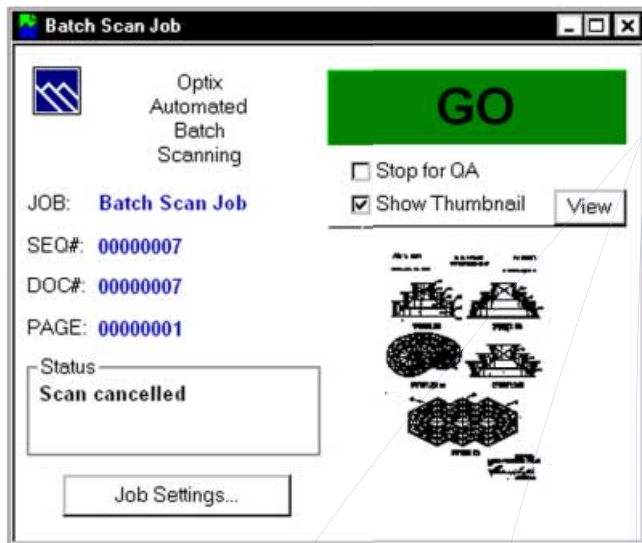 Batch Scan Job
Optix
Automated
Batch
Scanning
GO
Stop for QA
Show Thumbnail
View
JOB: Batch Scan Job
SEQ#: 00000007
DOC#: 00000007
PAGE: 00000001
Status
Scan cancelled
Job Settings...